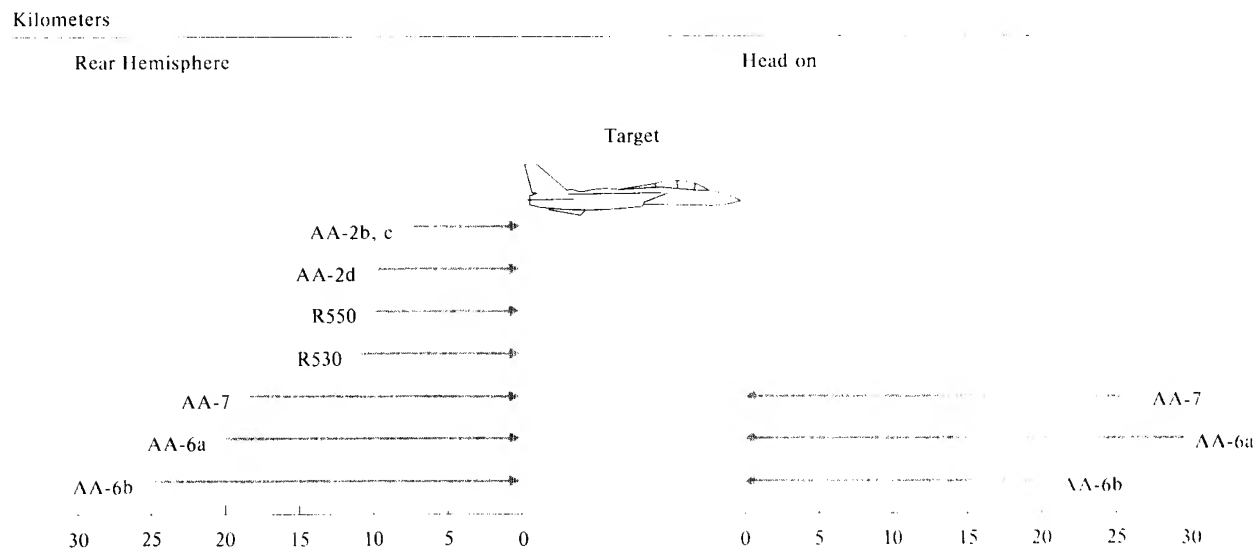 Kilometers
Rear Hemisphere Head on
Target
AA-2b, c
AA-2d
R550
R530
AA-7 AA-7
AA-6a AA-6a
AA-6b AA-6b
30 25 20 15 10 5 0 0 5 10 15 20 25 30